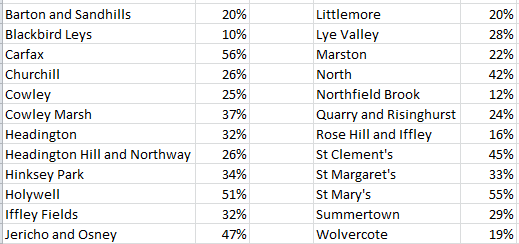 Barton and Sandhills 20% Littlemore 20%
Blackbird Leys 10% Lye Valley 28%
Carfax 56% Marston 22%
Churchill 26% North 42%
Cowley 25% Northfield Brook 12%
Cowley Marsh 37% Quarry and Risinghurst 24%
Headington 32% Rose Hill and Iffley 16%
Headington Hill and Northway 26% St Clement's 45%
Hinksey Park 34% St Margaret's 33%
Holywell 51% St Mary's 55%
Iffley Fields 32% Summertown 29%
Jericho and Osney 47% Wolvercote 19%